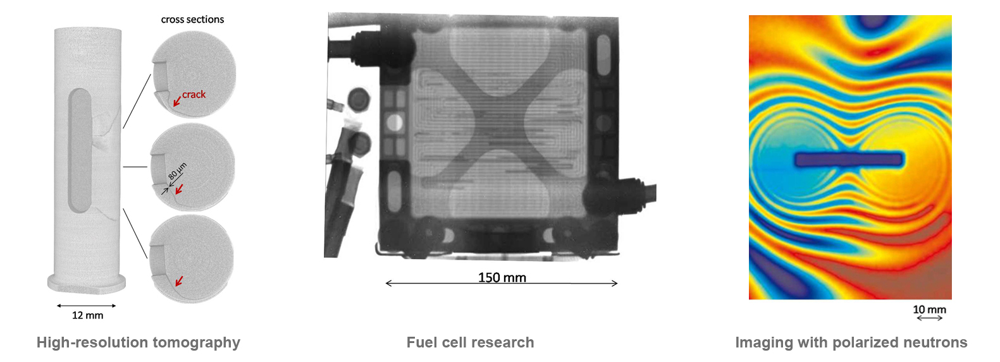 cross sections
crack
80 µm
12 mm
High-resolution tomography
150 mm
Fuel cell research
10 mm
Imaging with polarized neutrons